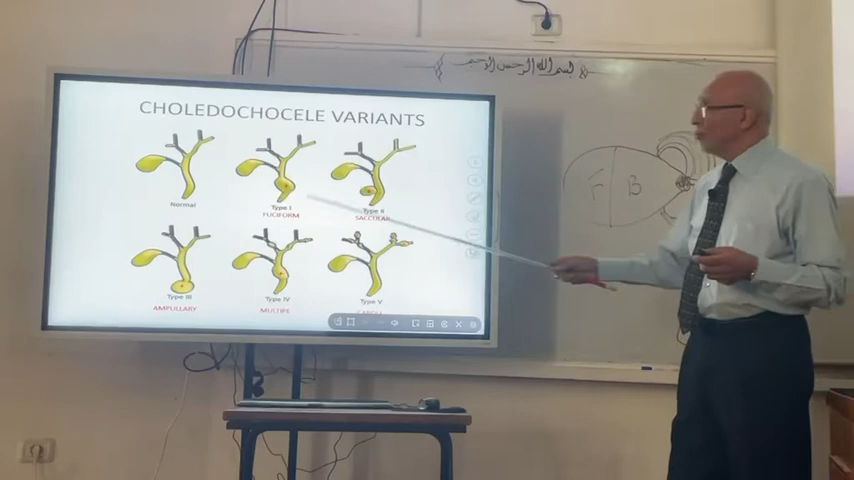 CHOLEDOCHOCELE VARIANTS
Normal
Type I
FUCIFORM
Type II
SACCULAR
Type III
AMPULLARY
Type IV
MULTIPE
Type V
بسم الله الرحمن الرحيم
F B